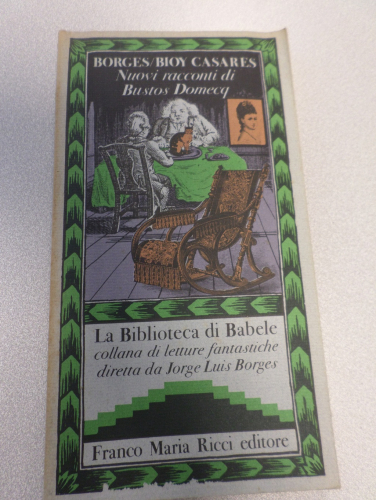 BORGES/BIOY CASARES
Nuovi racconti di
Bustos Domecq
La Biblioteca di Babele
collana di letture fantastiche
diretta da Jorge Luis Borges
Franco Maria Ricci editore